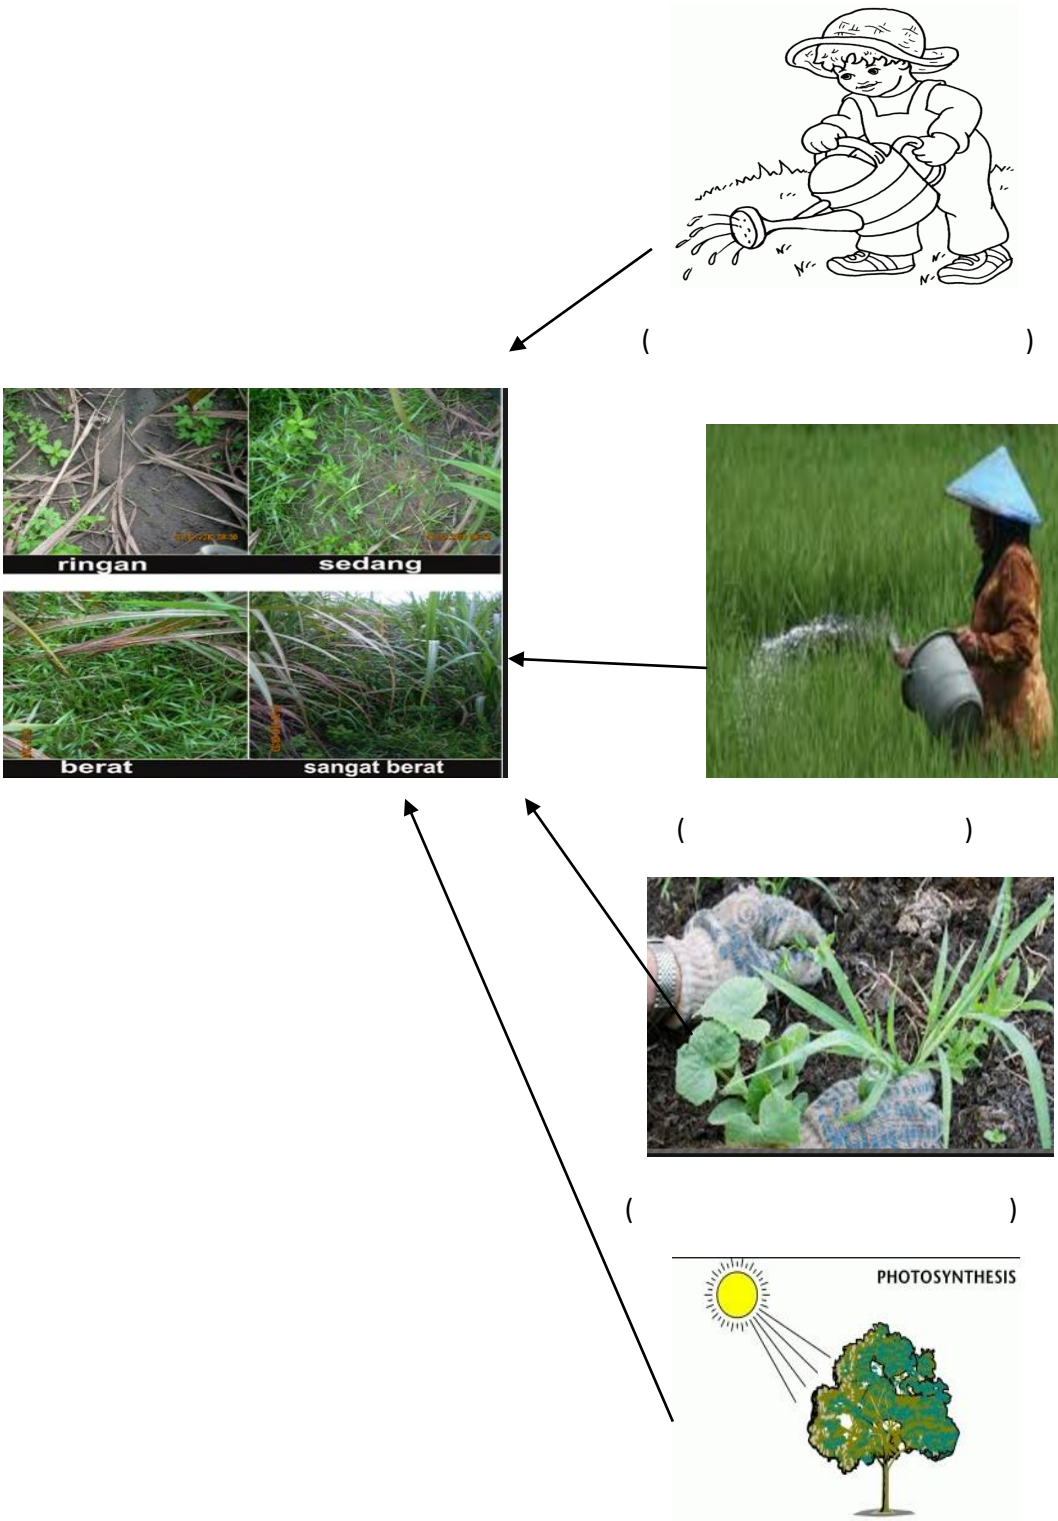 (                    )
ringan sedang
berat sangat berat
(                    )
(                    )
PHOTOSYNTHESIS